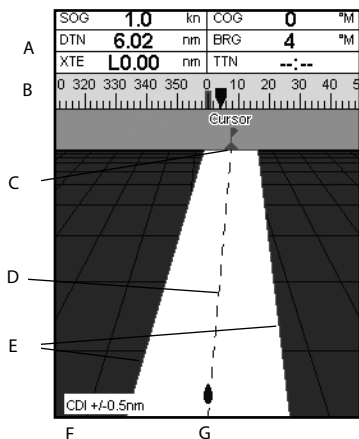 SOG 1.0 kn COG 0 °M
A DTN 6.02 nm BRG 4 °M
XTE L0.00 nm TTN --:--
B 0 320 330 340 350 0 10 20 30 40 5
Cursor
C
D
E
CDI +/-0.5nm
F G